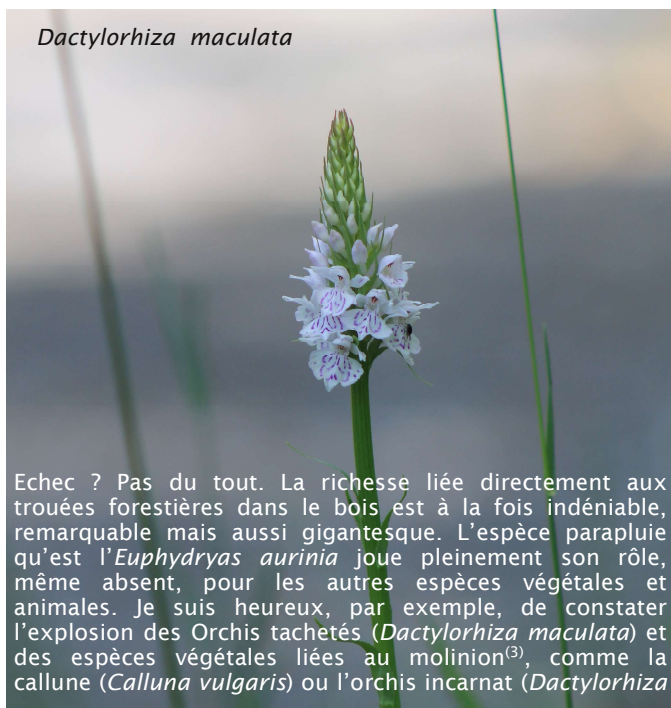 Dactylorhiza maculata
Echec ? Pas du tout. La richesse liée directement aux
trouées forestières dans le bois est à la fois indéniable,
remarquable mais aussi gigantesque. L'espèce parapluie
qu'est l'Euphydryas aurinia joue pleinement son rôle,
même absent, pour les autres espèces végétales et
animales. Je suis heureux, par exemple, de constater
l'explosion des Orchis tachetés (Dactylorhiza maculata) et
des espèces végétales liées au molinion(3), comme la
callune (Calluna vulgaris) ou l'orchis incarnat (Dactylorhiza